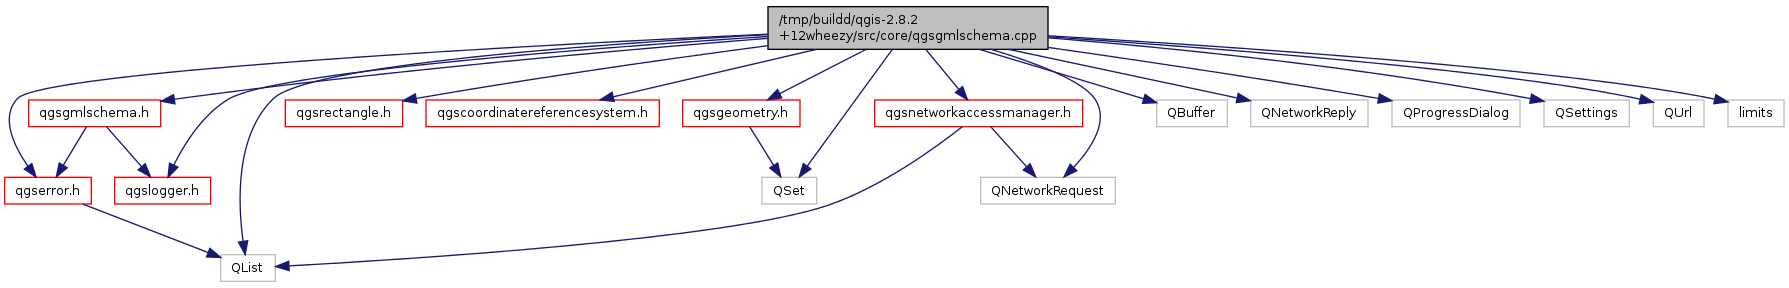 /tmp/buildd/qgis-2.8.2
+12wheezy/src/core/qgsgmlschema.cpp
qgsgmlschema.h
qgsrectangle.h
qgscoordinatereferencesystem.h
qgsgeometry.h
qgsnetworkaccessmanager.h
QBuffer
QNetworkReply
QProgressDialog
QSettings
QUrl
limits
qgserror.h
qgslogger.h
QSet
QNetworkRequest
QList